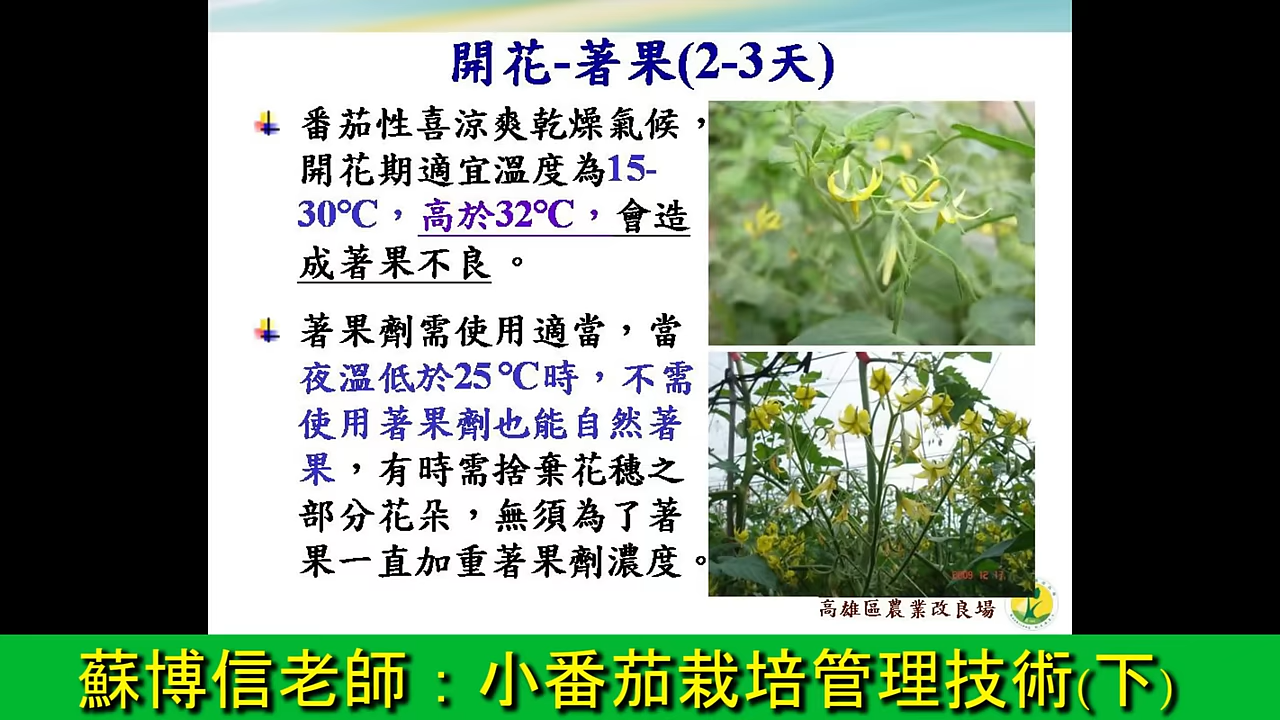 開花-著果(2-3天)
番茄性喜涼爽乾燥氣候，
開花期適宜溫度為15-
30℃，高於32℃，會造
成著果不良。
著果劑需使用適當，當
夜溫低於25℃時，不需
使用著果劑也能自然著
果，有時需捨棄花穗之
部分花朵，無須為了著
果一直加重著果劑濃度。
2009 12 17
高雄區農業改良場
蘇博信老師：小番茄栽培管理技術(下)